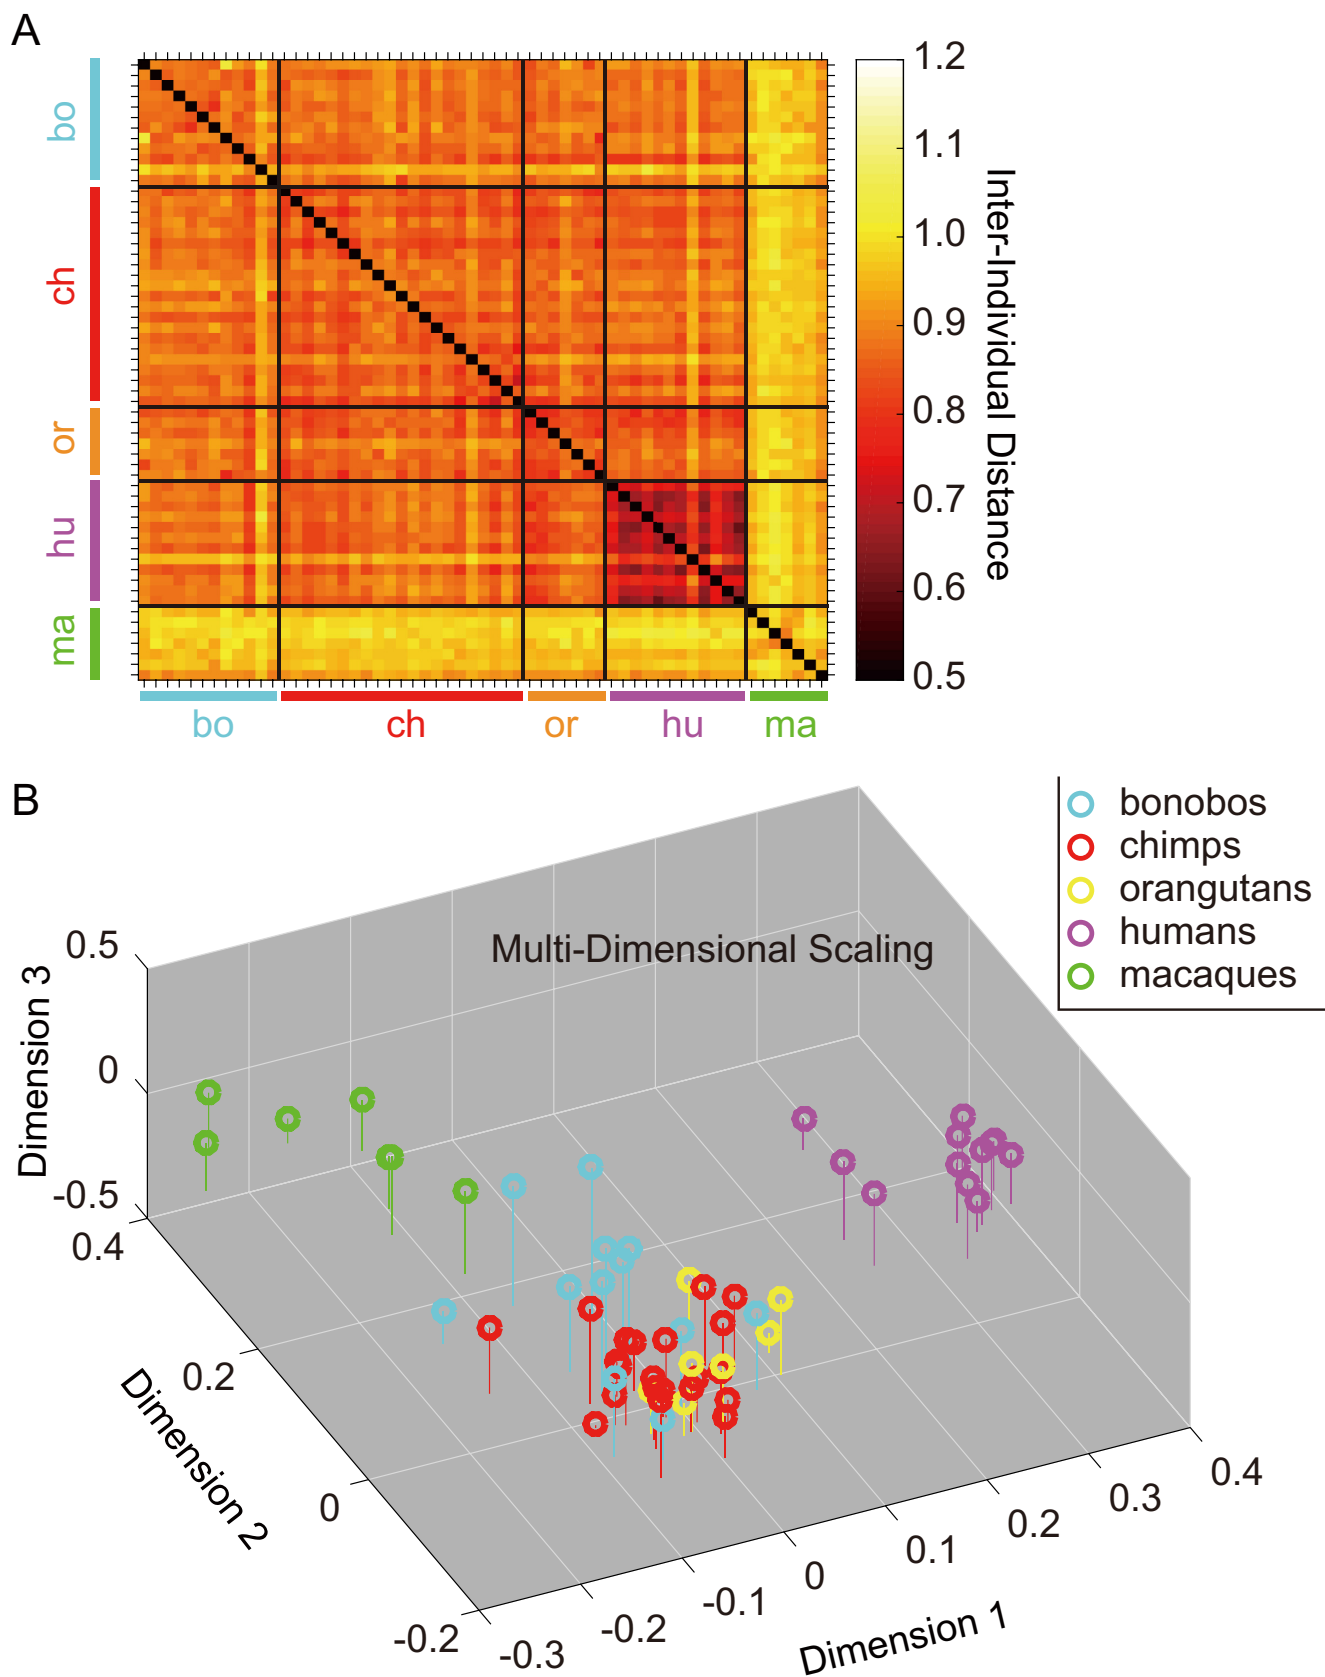 A
bo
ch
or
hu
ma
bo
ch
or
hu
ma
1.2
1.1
1.0
0.9
0.8
0.7
0.6
0.5
Inter-Individual Distance
B
bonobos
chimps
orangutans
humans
macaques
Multi-Dimensional Scaling
0.5
0
-0.5
Dimension 3
0.4
0.2
0
-0.2
Dimension 2
-0.3
-0.2
-0.1
0
0.1
0.2
0.3
0.4
Dimension 1